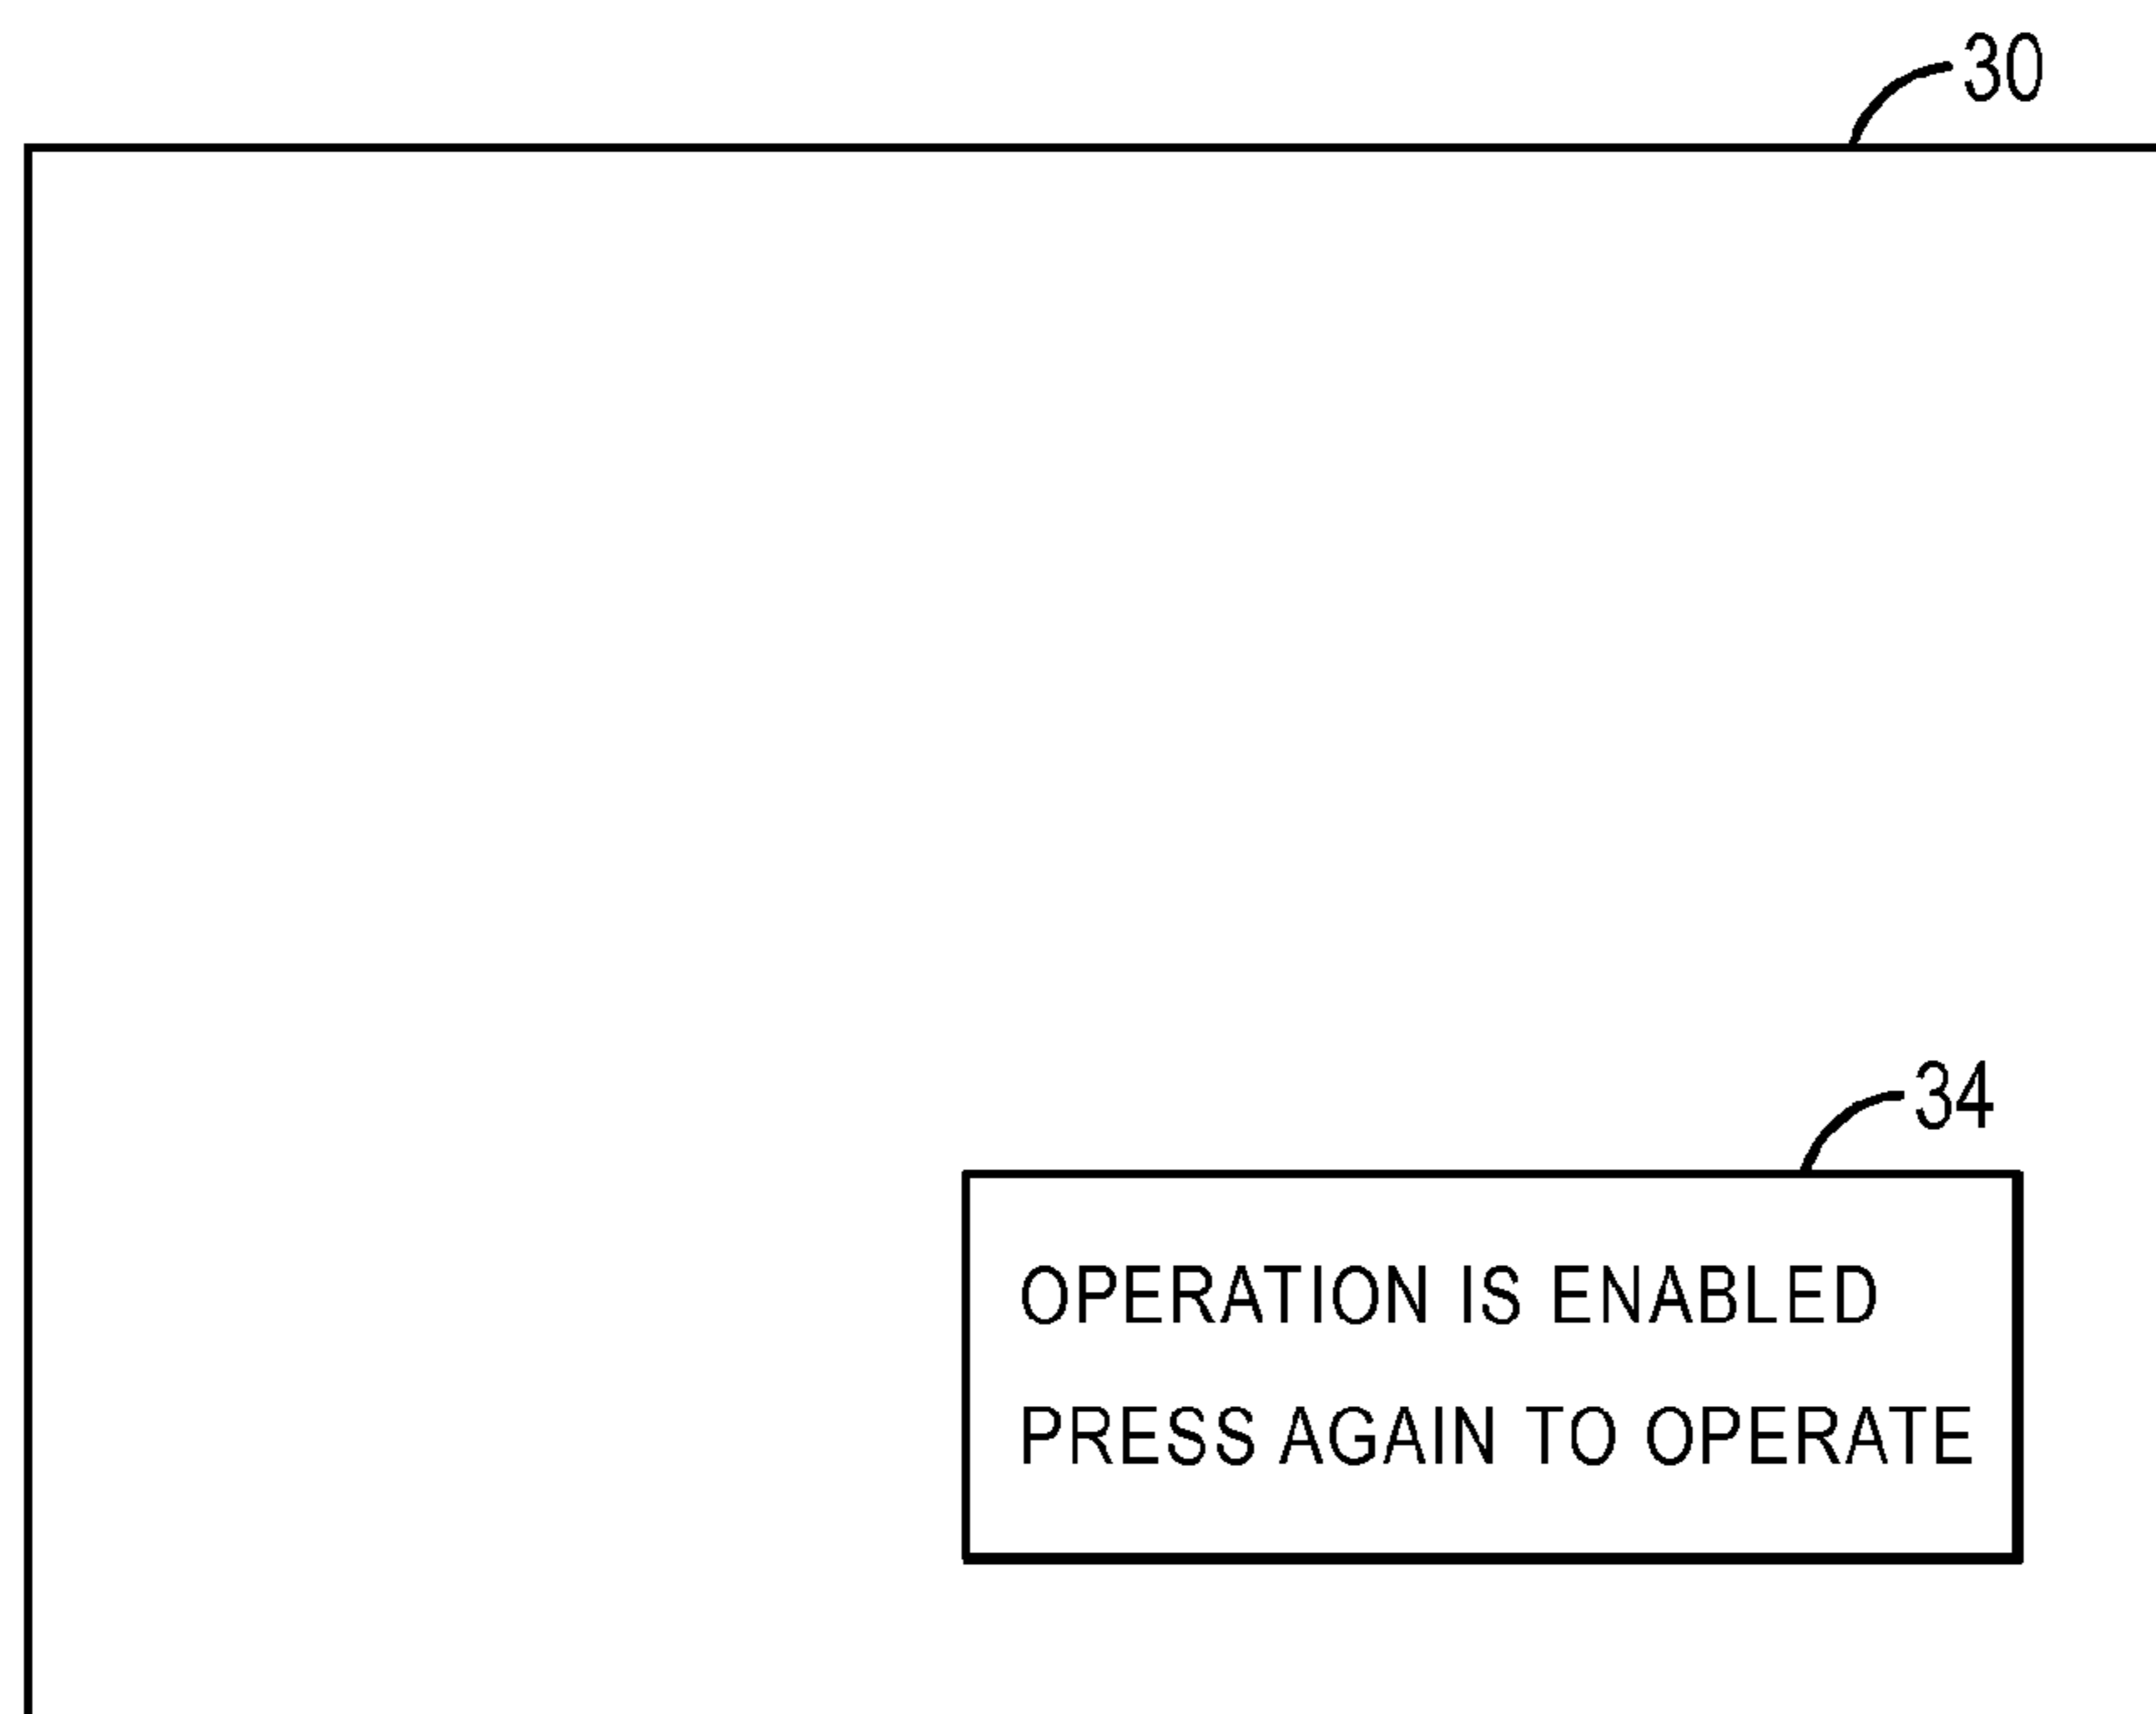 30
34
OPERATION IS ENABLED
PRESS AGAIN TO OPERATE